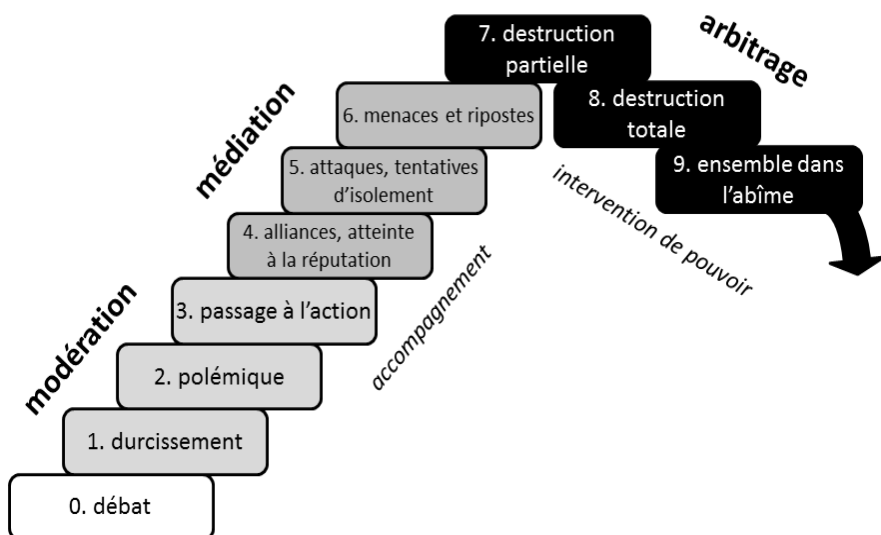 7. destruction
partielle
arbitrage
8. destruction
totale
9. ensemble dans
l’abîme
intervention de pouvoir
médiation
6. menaces et ripostes
5. attaques, tentatives
d’isolement
4. alliances, atteinte
à la réputation
accompagnement
modération
3. passage à l’action
2. polémique
1. durcissement
0. débat